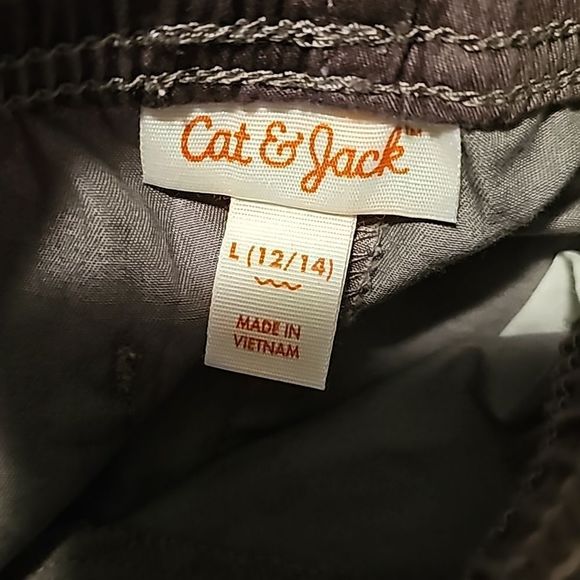 Cat & Jack™
L (12/14)
MADE IN
VIETNAM